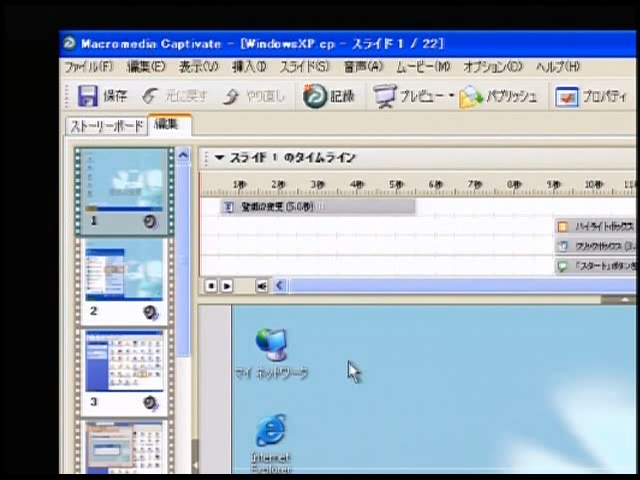 Macromedia Captivate - [WindowsXP.cp - スライド 1 / 22]
ファイル(F) 編集(E) 表示(V) 挿入(I) スライド(S) 音声(A) ムービー(M) オプション(O) ヘルプ(H)
保存 元に戻す やり直し 記録 プレビュー パブリッシュ プロパティ
ストーリーボード 編集
スライド 1 のタイムライン
1秒 2秒 3秒 4秒 5秒 6秒 7秒 8秒 9秒 10秒 11
壁紙の変更 (5.0秒)
ハイライトボックス
クリックボックス (3.
「スタート」ボタンを
1
2
3
マイ ネットワーク
Internet
Explorer